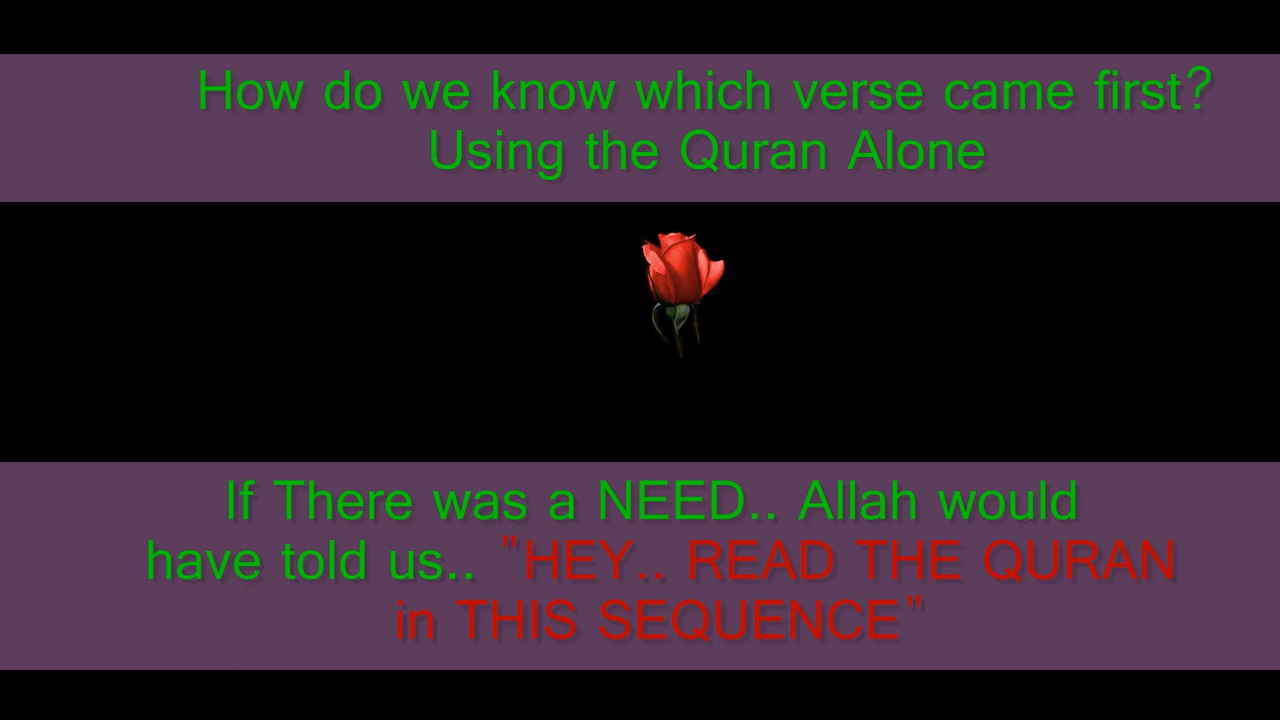 How do we know which verse came first?
Using the Quran Alone
If There was a NEED.. Allah would
have told us.. "HEY.. READ THE QURAN
in THIS SEQUENCE"